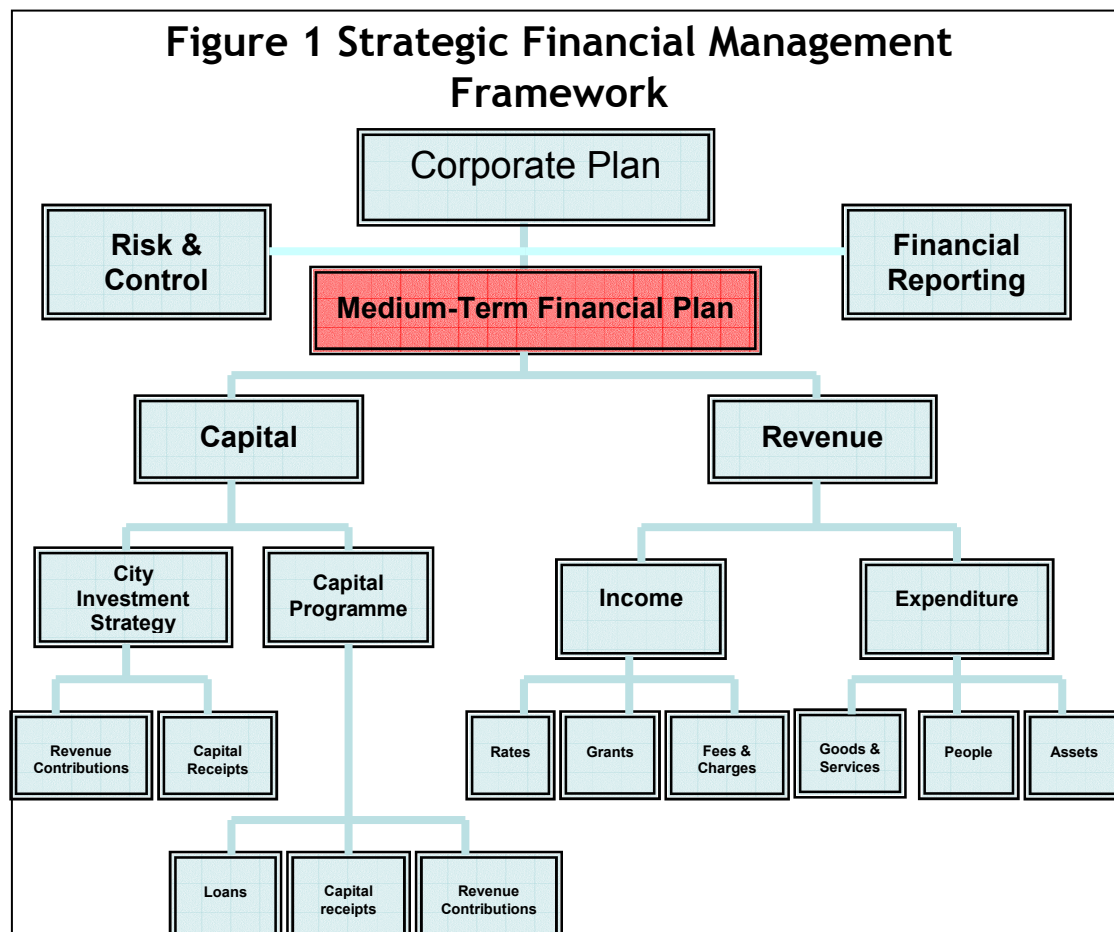 Figure 1 Strategic Financial Management
Framework
Corporate Plan
Risk &
Control
Financial
Reporting
Medium-Term Financial Plan
Capital
Revenue
City
Investment
Strategy
Capital
Programme
Income
Expenditure
Revenue
Contributions
Capital
Receipts
Rates
Grants
Fees &
Charges
Goods &
Services
People
Assets
Loans
Capital
receipts
Revenue
Contributions